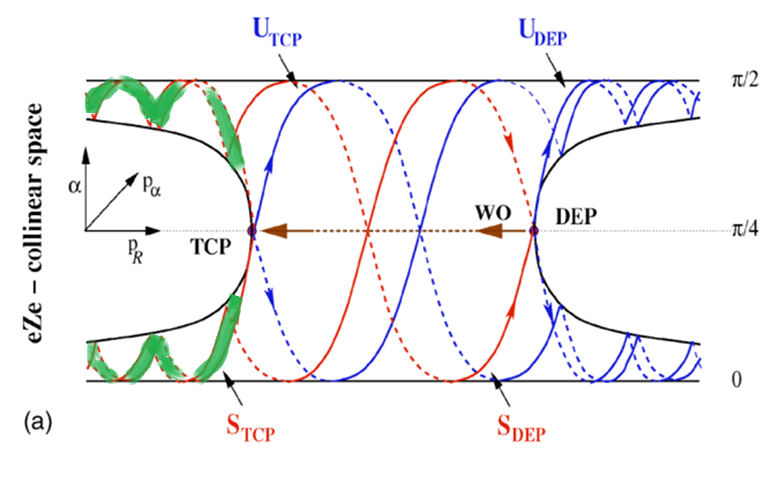 U_TCP
U_DEP
π/2
eZe – collinear space
α
p_α
p_R
TCP
WO
DEP
π/4
0
(a)
S_TCP
S_DEP